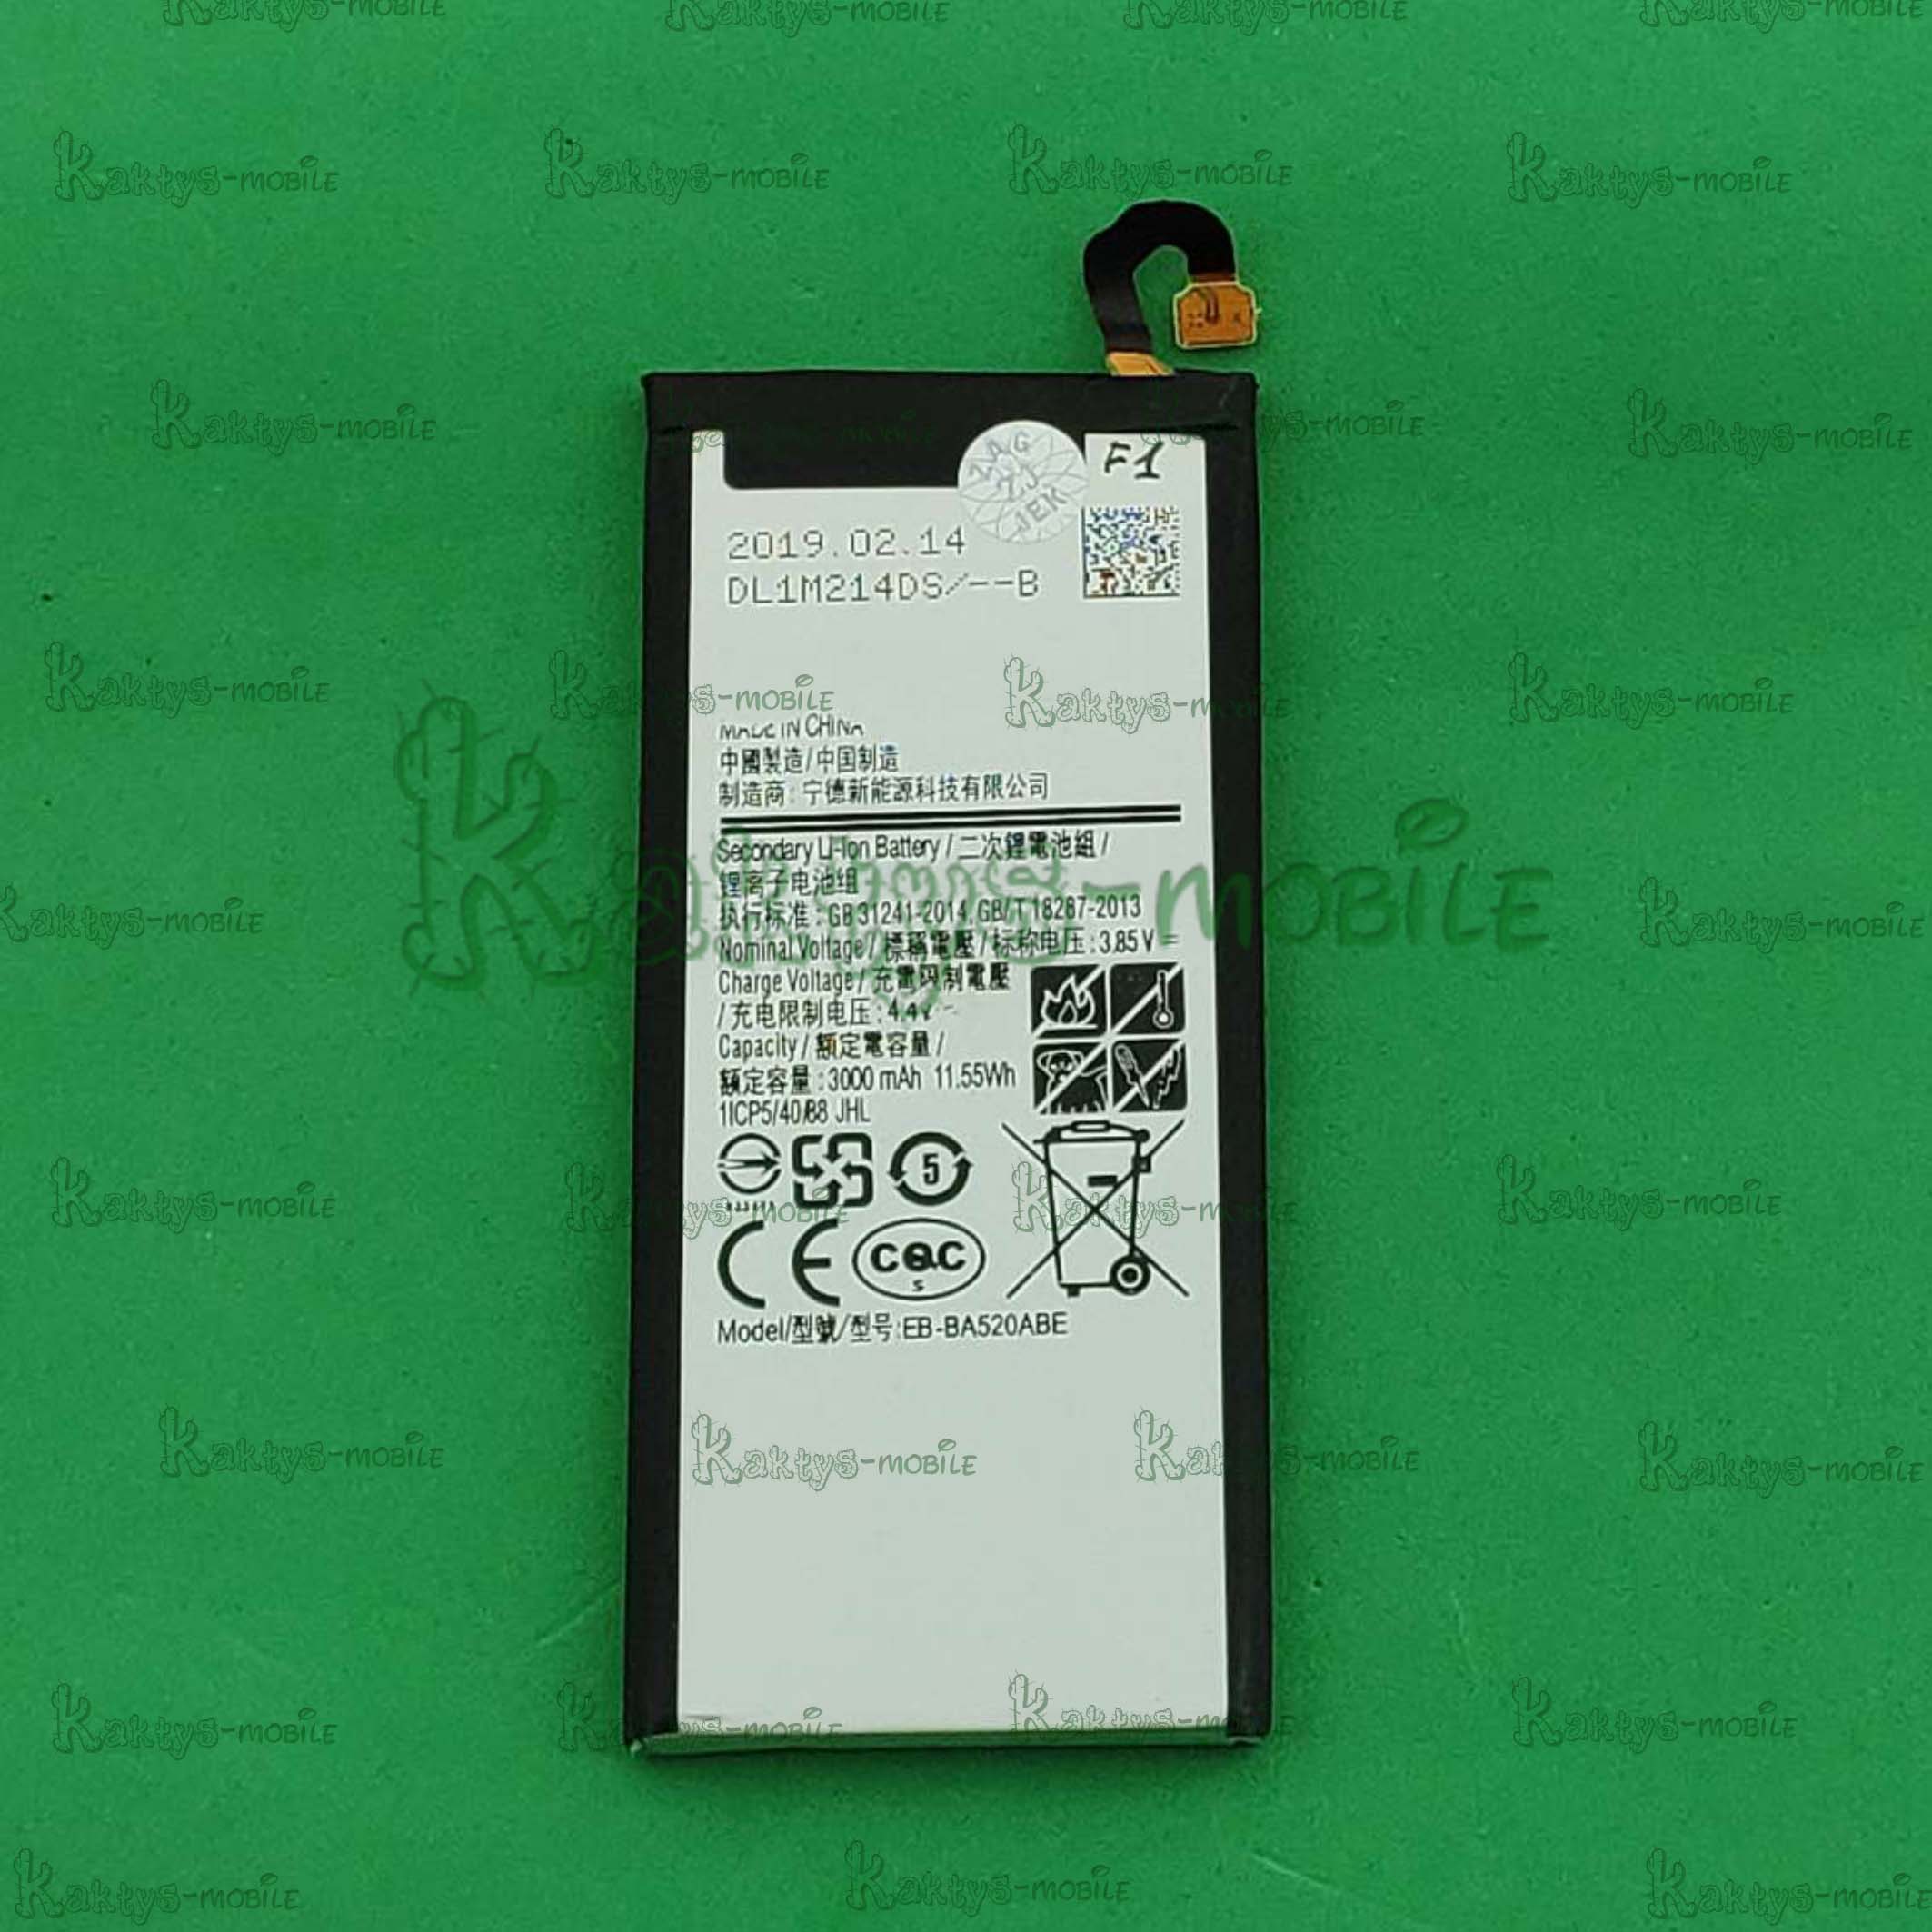 Kaktys-MOBILE
F1
2019.02.14
DL1M214DS/--B
MADE IN CHINA
中國製造/中国制造
制造商:宁德新能源科技有限公司
Secondary Li-Ion Battery/二次鋰電池組/
锂离子电池组
执行标准:GB 31241-2014, GB/T 18287-2013
Nominal Voltage/標稱電壓/标称电压:3.85 V ⎓
Charge Voltage/充電限制電壓
/充电限制电压:4.4V ⎓
Capacity/額定電容量/
額定容量:3000 mAh 11.55Wh
1ICP5/40/88 JHL
5
CE CQC
S
Model/型號/型号:EB-BA520ABE